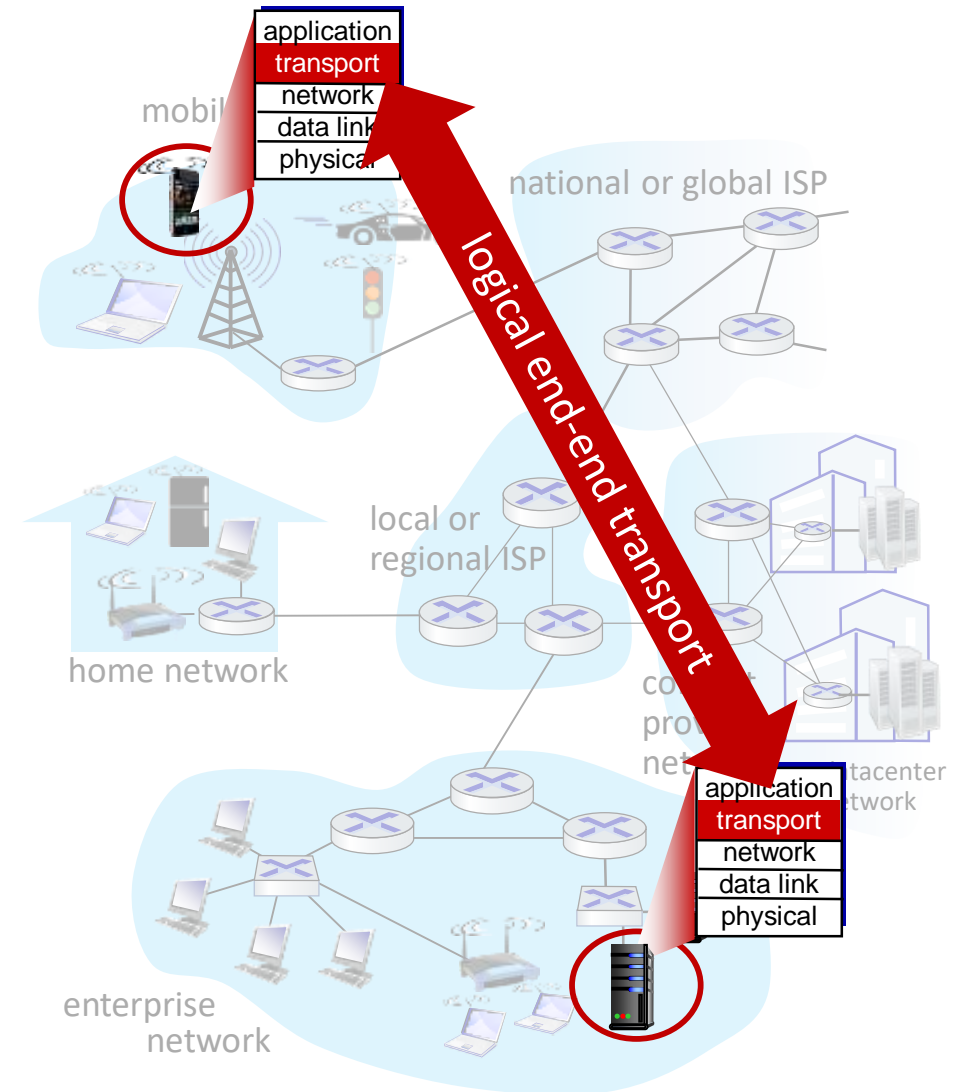 application
transport
network
data link
physical
national or global ISP
logical end-end transport
local or
regional ISP
home network
application
transport
network
data link
physical
network
enterprise
network